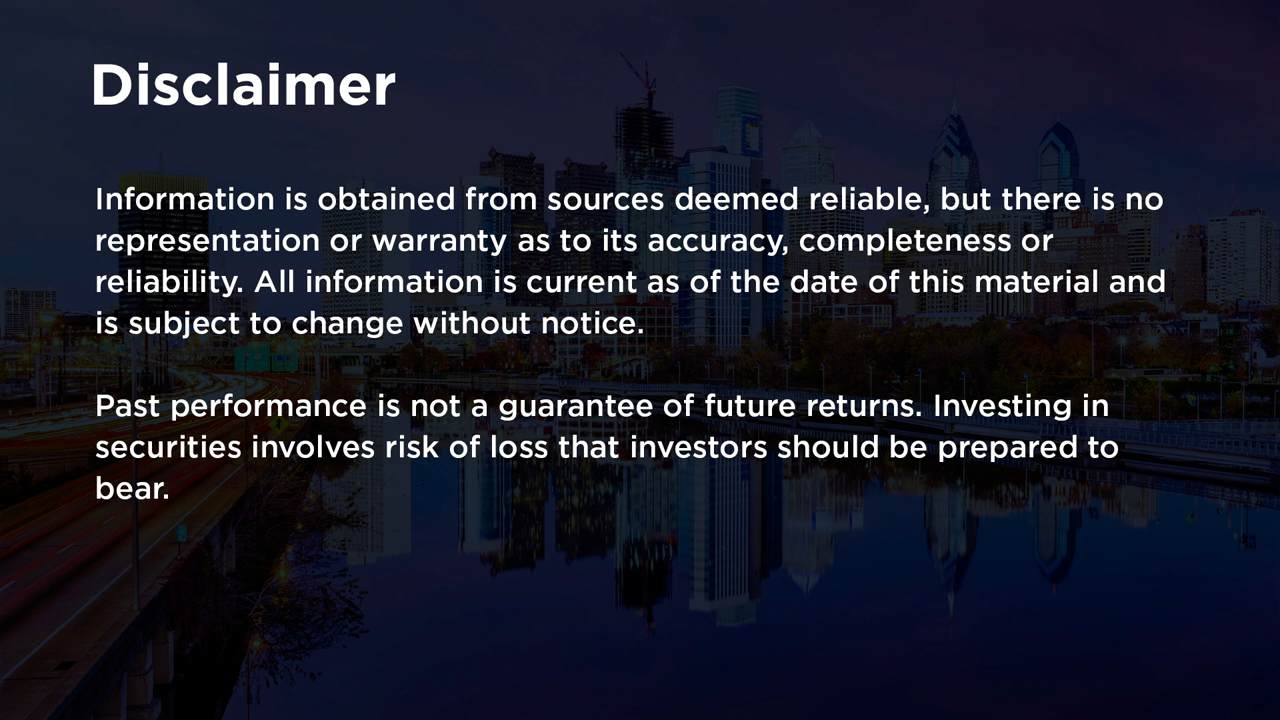 Disclaimer
Information is obtained from sources deemed reliable, but there is no
representation or warranty as to its accuracy, completeness or
reliability. All information is current as of the date of this material and
is subject to change without notice.
Past performance is not a guarantee of future returns. Investing in
securities involves risk of loss that investors should be prepared to
bear.